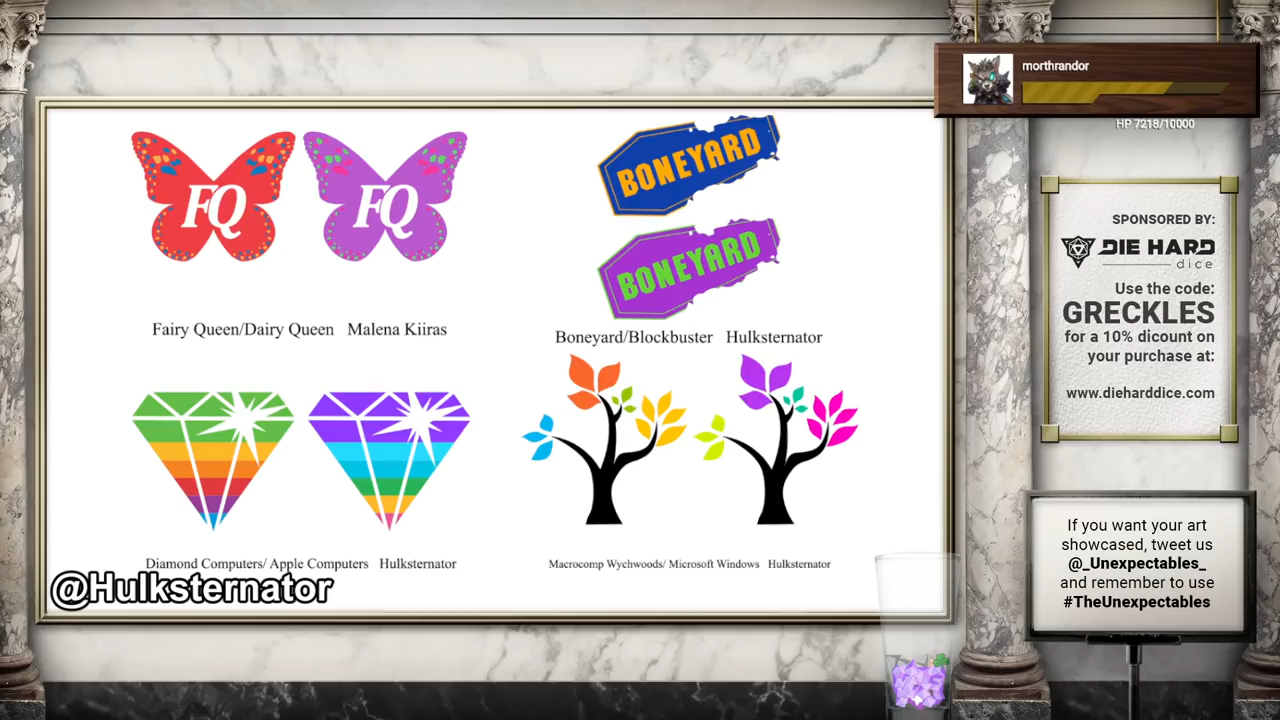 morthrandor
HP 7218/10000
FQ
FQ
BONEYARD
BONEYARD
Fairy Queen/Dairy Queen Malena Kiiras
Boneyard/Blockbuster Hulksternator
Diamond Computers/ Apple Computers Hulksternator
Macrocomp Wychwoods/ Microsoft Windows Hulksternator
@Hulksternator
SPONSORED BY:
DIE HARD
dice
Use the code:
GRECKLES
for a 10% dicount on
your purchase at:
www.dieharddice.com
If you want your art
showcased, tweet us
@_Unexpectables_
and remember to use
#TheUnexpectables